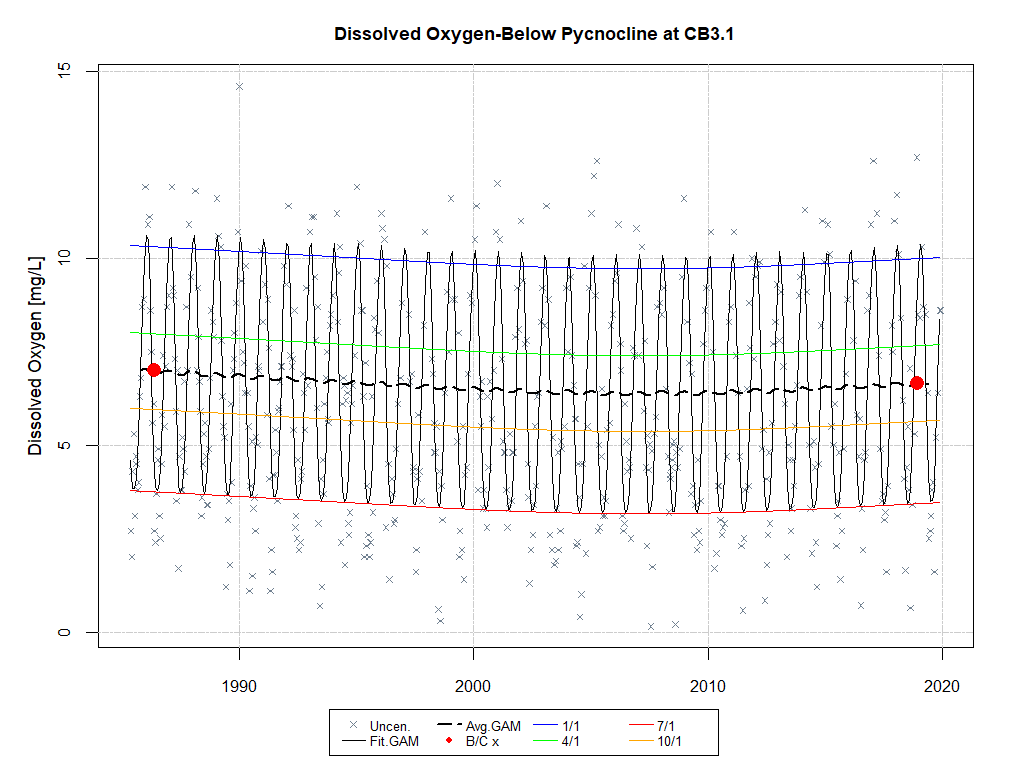 Dissolved Oxygen-Below Pycnocline at CB3.1
Dissolved Oxygen [mg/L]
15
10
5
0
1990 2000 2010 2020
Uncen. Avg.GAM 1/1 7/1
Fit.GAM B/C x 4/1 10/1